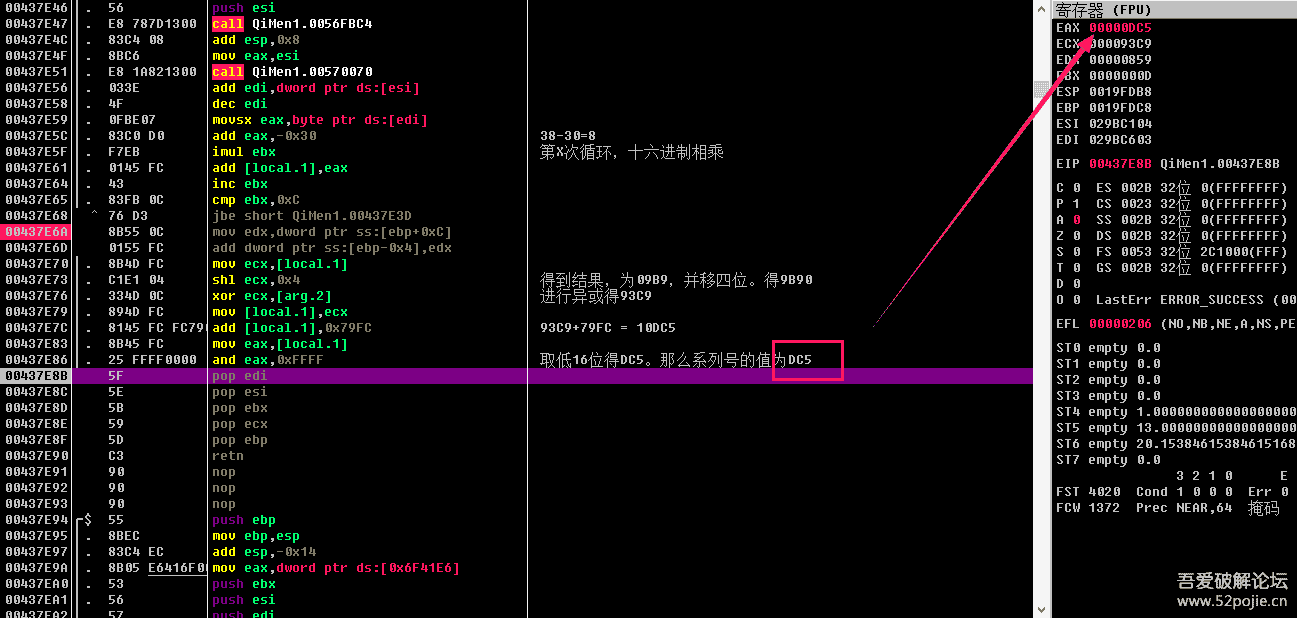 00437E46 . 56 push esi 寄存器 (FPU)
00437E47 . E8 787D1300 call QiMen1.0056FBC4 EAX 00000DC5
00437E4C . 83C4 08 add esp,0x8 ECX 000093C9
00437E4F . 8BC6 mov eax,esi 00000859
00437E51 . E8 1A821300 call QiMen1.00570070 EBX 0000000D
00437E56 . 033E add edi,dword ptr ds:[esi] ESP 0019FDB8
00437E58 . 4F dec edi EBP 0019FDC8
00437E59 . 0FBE07 movsx eax,byte ptr ds:[edi] ESI 029BC104
00437E5C . 83C0 D0 add eax,-0x30 38-30=8 EDI 029BC603
00437E5F . F7EB imul ebx 第X次循环，十六进制相乘
00437E61 . 0145 FC add [local.1],eax EIP 00437E8B QiMen1.00437E8B
00437E64 . 43 inc ebx C 0 ES 002B 32位 0(FFFFFFFF)
00437E65 . 83FB 0C cmp ebx,0xC P 1 CS 0023 32位 0(FFFFFFFF)
00437E68 ^ 76 D3 jbe short QiMen1.00437E3D A 0 SS 002B 32位 0(FFFFFFFF)
00437E6A 8B55 0C mov edx,dword ptr ss:[ebp+0xC] Z 0 DS 002B 32位 0(FFFFFFFF)
00437E6D 0155 FC add dword ptr ss:[ebp-0x4],edx S 0 FS 0053 32位 2C1000(FFF)
00437E70 . 8B4D FC mov ecx,[local.1] T 0 GS 002B 32位 0(FFFFFFFF)
00437E73 . C1E1 04 shl ecx,0x4 得到结果，为09B9，并移四位。得9B90 D 0
00437E76 . 334D 0C xor ecx,[arg.2] 进行异或得93C9 O 0 LastErr ERROR_SUCCESS (00
00437E79 . 894D FC mov [local.1],ecx
00437E7C . 8145 FC FC79 add [local.1],0x79FC 93C9+79FC = 10DC5 EFL 00000206 (NO,NB,NE,A,NS,PE
00437E83 . 8B45 FC mov eax,[local.1] ST0 empty 0.0
00437E86 . 25 FFFF0000 and eax,0xFFFF 取低16位得DC5。那么系列号的值为DC5 ST1 empty 0.0
00437E8B 5F pop edi ST2 empty 0.0
00437E8C 5E pop esi ST3 empty 0.0
00437E8D 5B pop ebx ST4 empty 1.0000000000000000000
00437E8E 59 pop ecx ST5 empty 13.000000000000000000
00437E8F 5D pop ebp ST6 empty 20.15384615384615168
00437E90 C3 retn ST7 empty 0.0
00437E91 90 nop 3 2 1 0 E
00437E92 90 nop FST 4020 Cond 1 0 0 0 Err 0
00437E93 90 nop FCW 1372 Prec NEAR,64 掩码
00437E94 $ 55 push ebp
00437E95 . 8BEC mov ebp,esp
00437E97 . 83C4 EC add esp,-0x14
00437E9A . 8B05 E6416F0 mov eax,dword ptr ds:[0x6F41E6]
00437EA0 . 53 push ebx 吾爱破解论坛
00437EA1 . 56 push esi www.52pojie.cn
00437EA2 . 57 push edi